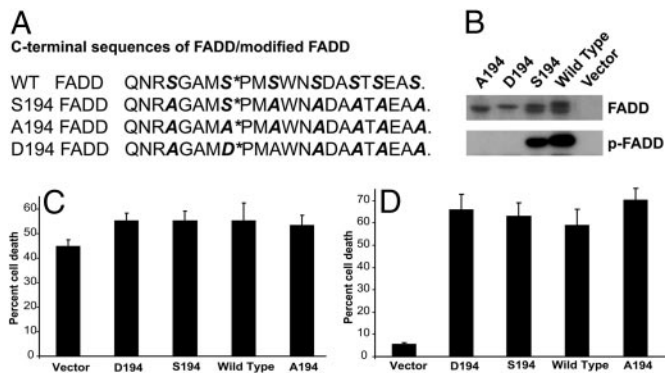 A
C-terminal sequences of FADD/modified FADD
WT FADD QNRSGAMS*PMSWNSDASTSEAS.
S194 FADD QNRAGAMS*PMAWNADAATAEAA.
A194 FADD QNRAGAMA*PMAWNADAATAEAA.
D194 FADD QNRAGAMD*PMAWNADAATAEAA.
B
A194 D194 S194 Wild Type Vector
FADD
p-FADD
C
Percent cell death
60
50
40
30
20
10
0
Vector D194 S194 Wild Type A194
D
Percent cell death
70
60
50
40
30
20
10
0
Vector D194 S194 Wild Type A194